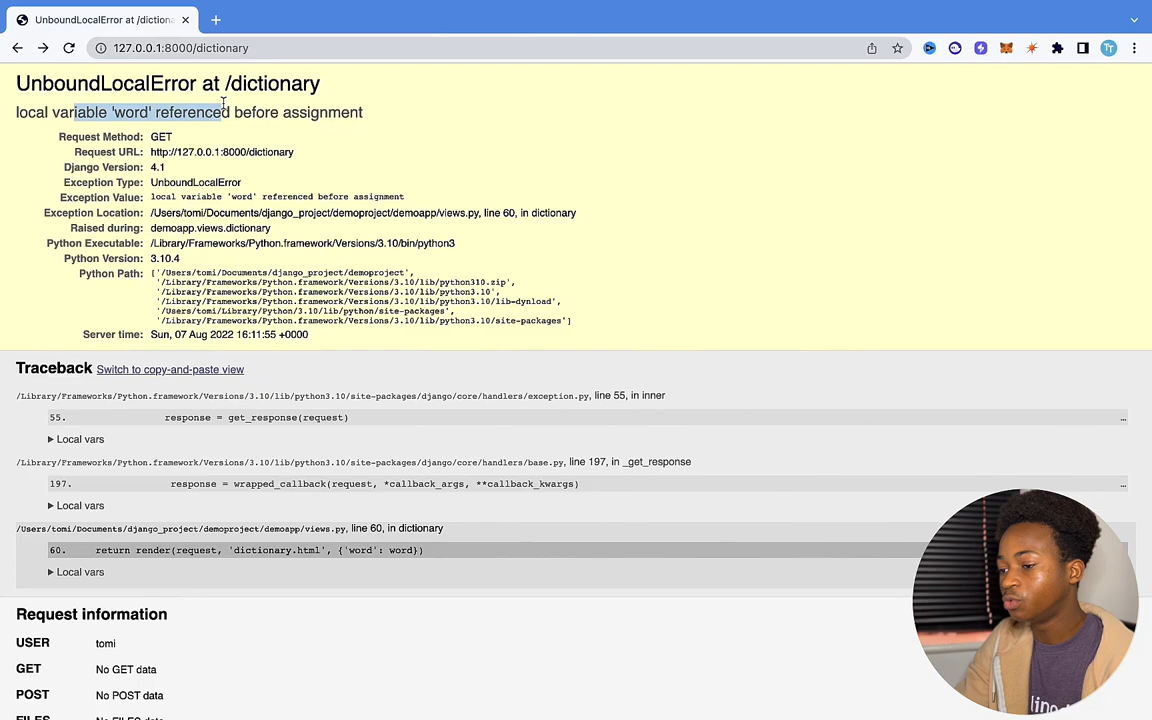 UnboundLocalError at /dictiona
127.0.0.1:8000/dictionary
TT
UnboundLocalError at /dictionary
local variable 'word' referenced before assignment
Request Method: GET
Request URL: http://127.0.0.1:8000/dictionary
Django Version: 4.1
Exception Type: UnboundLocalError
Exception Value: local variable 'word' referenced before assignment
Exception Location: /Users/tomi/Documents/django_project/demoproject/demoapp/views.py, line 60, in dictionary
Raised during: demoapp.views.dictionary
Python Executable: /Library/Frameworks/Python.framework/Versions/3.10/bin/python3
Python Version: 3.10.4
Python Path: ['/Users/tomi/Documents/django_project/demoproject',
'/Library/Frameworks/Python.framework/Versions/3.10/lib/python310.zip',
'/Library/Frameworks/Python.framework/Versions/3.10/lib/python3.10',
'/Library/Frameworks/Python.framework/Versions/3.10/lib/python3.10/lib-dynload',
'/Users/tomi/Library/Python/3.10/lib/python/site-packages',
'/Library/Frameworks/Python.framework/Versions/3.10/lib/python3.10/site-packages']
Server time: Sun, 07 Aug 2022 16:11:55 +0000
Traceback Switch to copy-and-paste view
/Library/Frameworks/Python.framework/Versions/3.10/lib/python3.10/site-packages/django/core/handlers/exception.py, line 55, in inner
55. response = get_response(request) …
Local vars
/Library/Frameworks/Python.framework/Versions/3.10/lib/python3.10/site-packages/django/core/handlers/base.py, line 197, in _get_response
197. response = wrapped_callback(request, *callback_args, **callback_kwargs) …
Local vars
/Users/tomi/Documents/django_project/demoproject/demoapp/views.py, line 60, in dictionary
60. return render(request, 'dictionary.html', {'word': word})
Local vars
Request information
USER tomi
GET No GET data
POST No POST data
FILES No FILES data